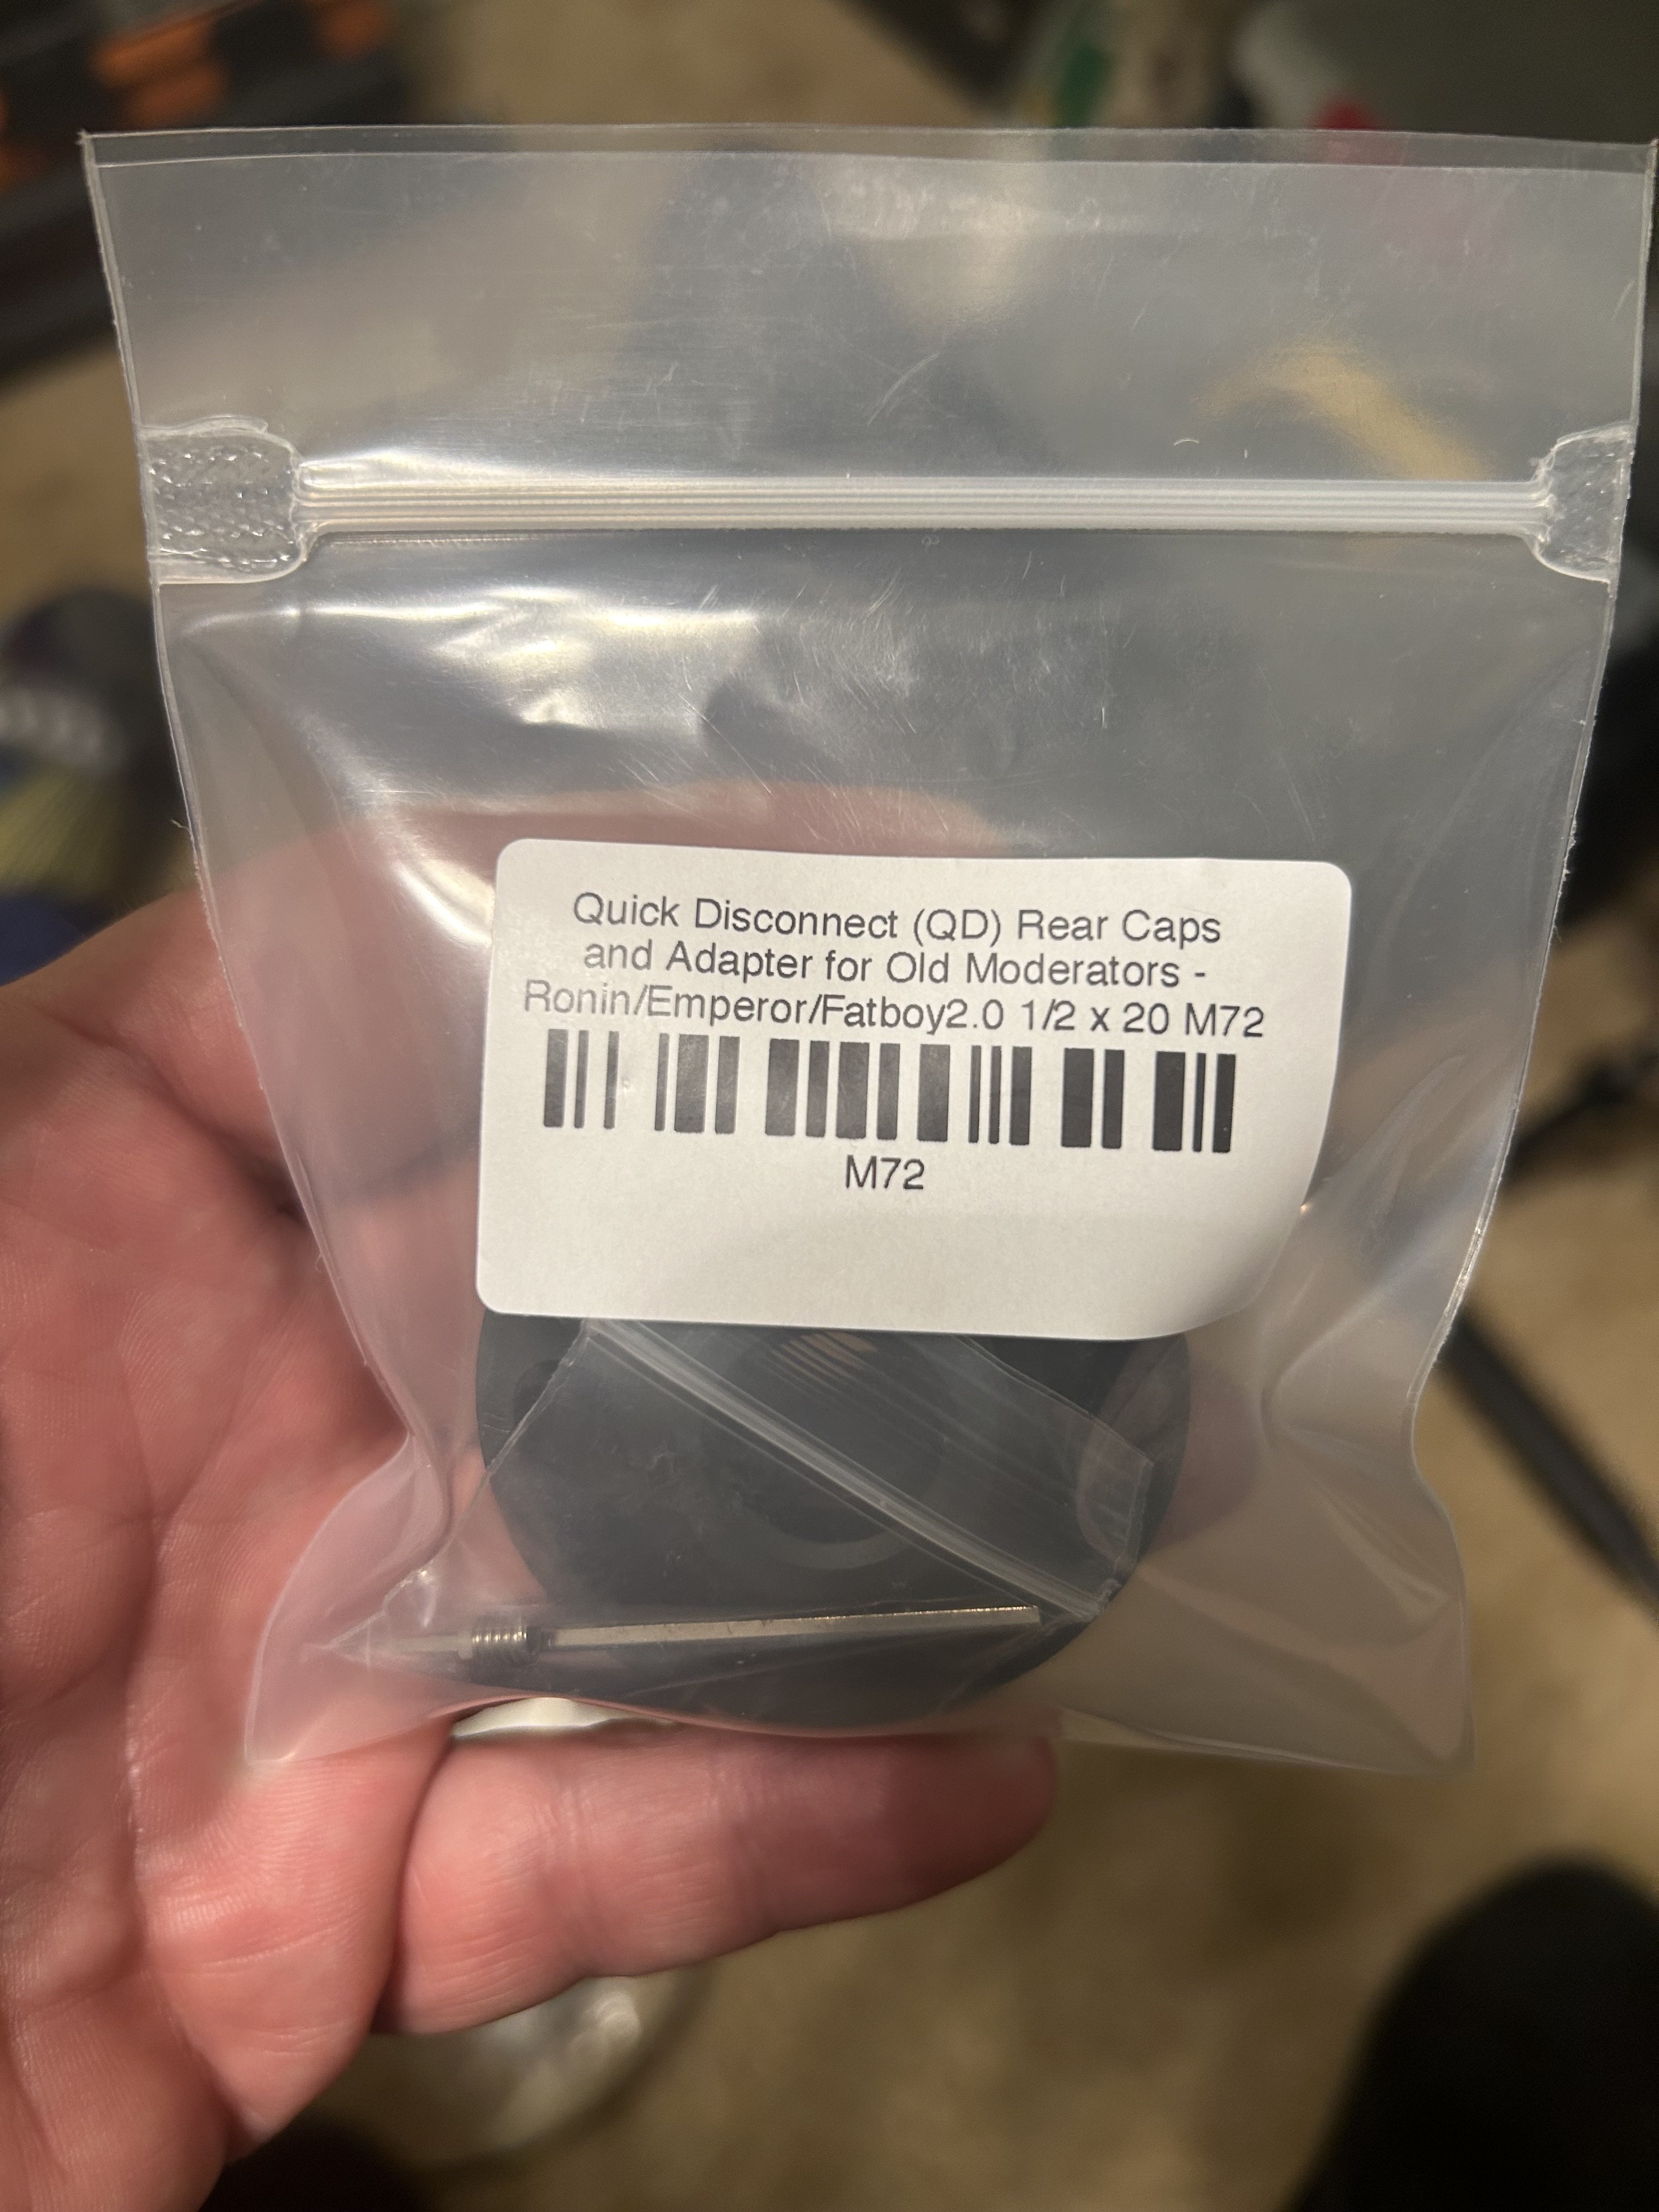 Quick Disconnect (QD) Rear Caps
and Adapter for Old Moderators -
Ronin/Emperor/Fatboy2.0 1/2 x 20 M72
M72